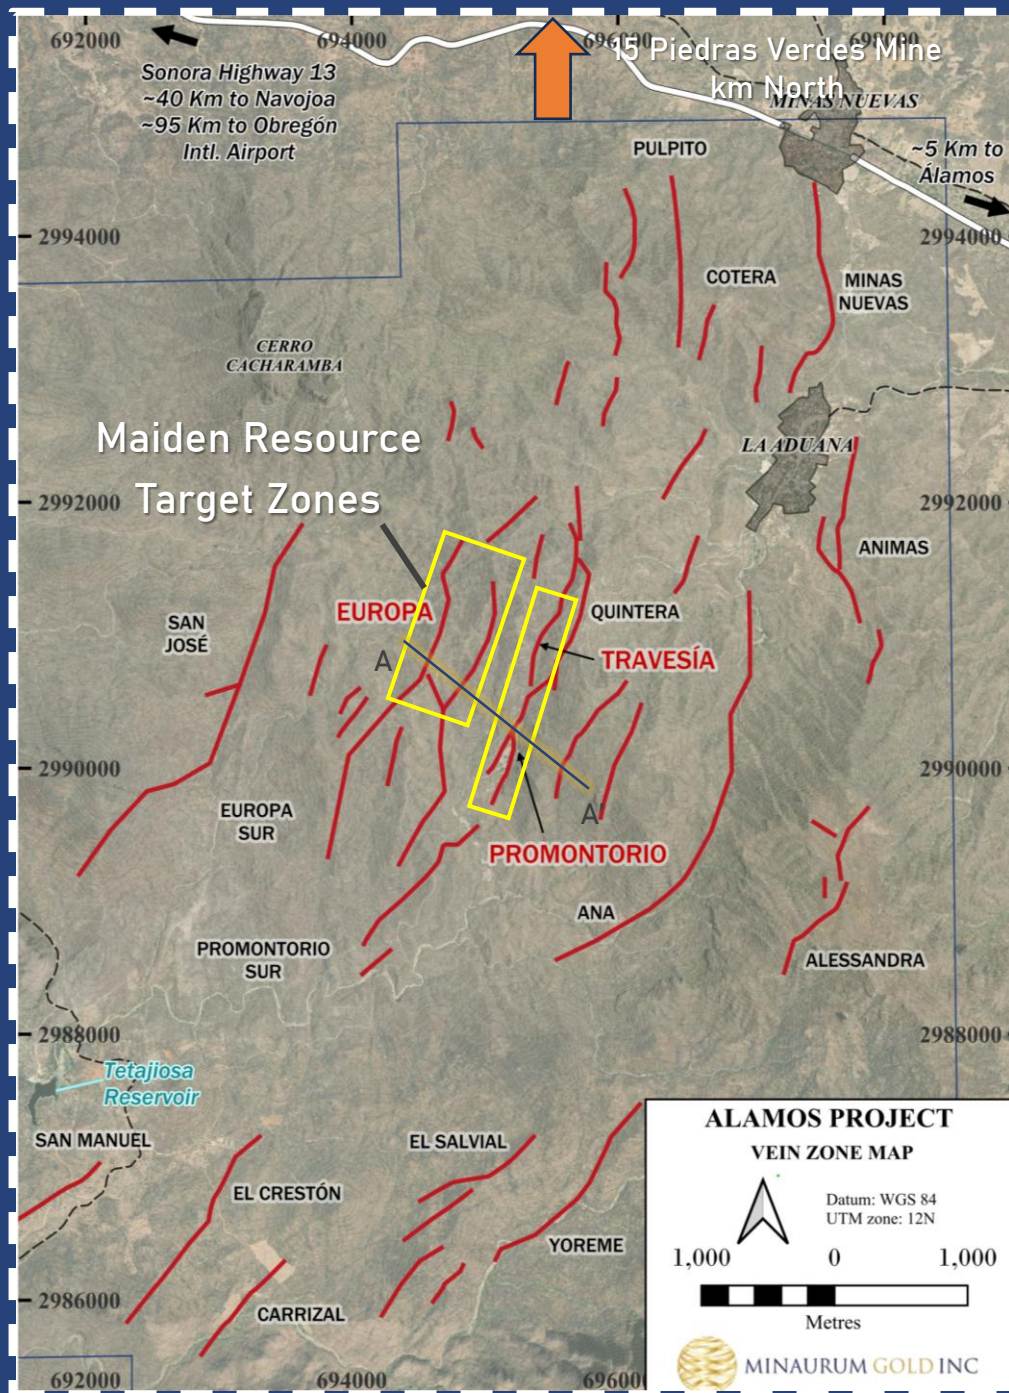 692000
694000
696000
698000
15 Piedras Verdes Mine
km North
Sonora Highway 13
~40 Km to Navojoa
~95 Km to Obregón
Intl. Airport
MINAS NUEVAS
PULPITO
~5 Km to
Álamos
2994000
2994000
COTERA
MINAS
NUEVAS
CERRO
CACHARAMBA
Maiden Resource
Target Zones
LA ADUANA
2992000
2992000
ANIMAS
EUROPA
QUINTERA
SAN
JOSÉ
A
TRAVESÍA
2990000
2990000
EUROPA
SUR
A'
PROMONTORIO
ANA
PROMONTORIO
SUR
ALESSANDRA
2988000
2988000
Tetajiosa
Reservoir
SAN MANUEL
EL SALVIAL
EL CRESTÓN
YOREME
2986000
CARRIZAL
692000
694000
69600
ALAMOS PROJECT
VEIN ZONE MAP
Datum: WGS 84
UTM zone: 12N
1,000 0 1,000
Metres
MINAURUM GOLD INC